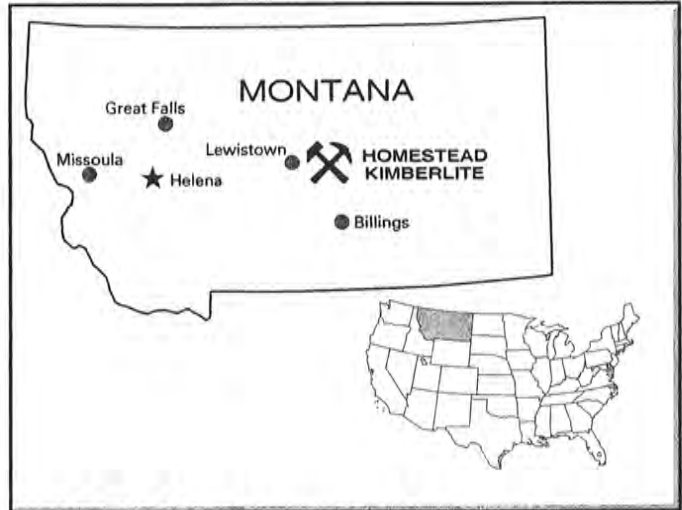 MONTANA
Great Falls
Lewistown
HOMESTEAD
KIMBERLITE
Missoula
Helena
Billings